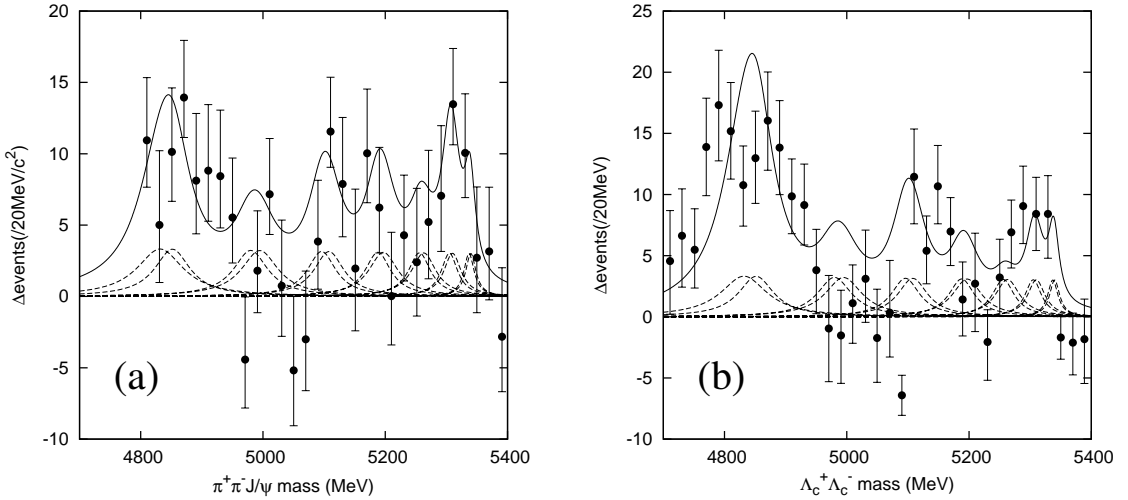 20
15
10
5
0
-5
-10
Δevents(/20MeV/c²)
(a)
4800 5000 5200 5400
π⁺π⁻J/ψ mass (MeV)
25
20
15
10
5
0
-5
-10
Δevents(/20MeV)
(b)
4800 5000 5200 5400
Λc⁺Λc⁻ mass (MeV)